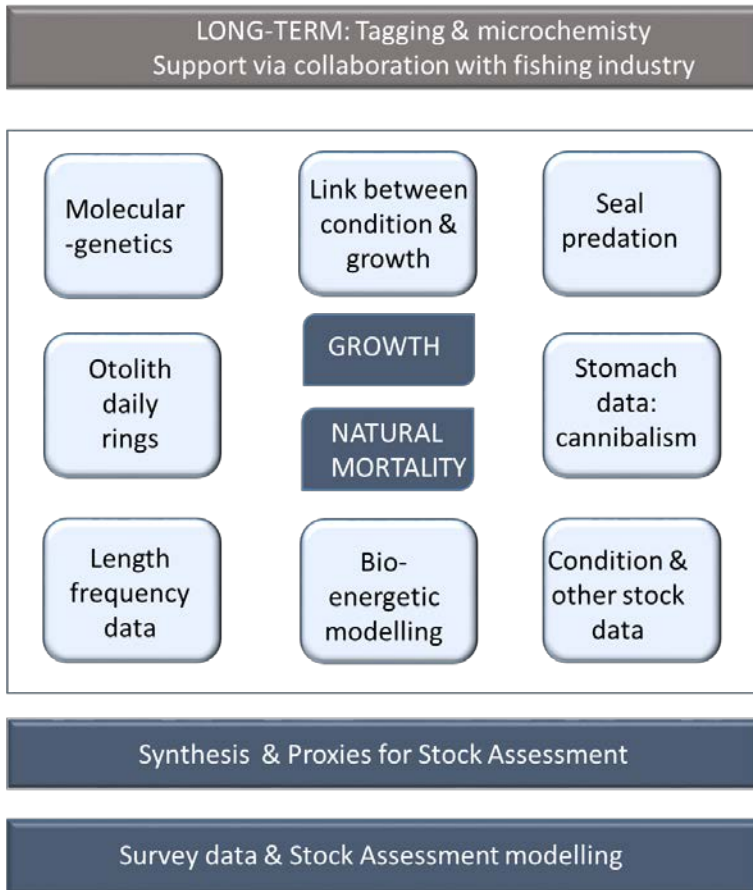 LONG-TERM: Tagging & microchemisty
Support via collaboration with fishing industry
Molecular
-genetics
Link between
condition &
growth
Seal
predation
Otolith
daily
rings
GROWTH
NATURAL
MORTALITY
Stomach
data:
cannibalism
Length
frequency
data
Bio-
energetic
modelling
Condition &
other stock
data
Synthesis & Proxies for Stock Assessment
Survey data & Stock Assessment modelling